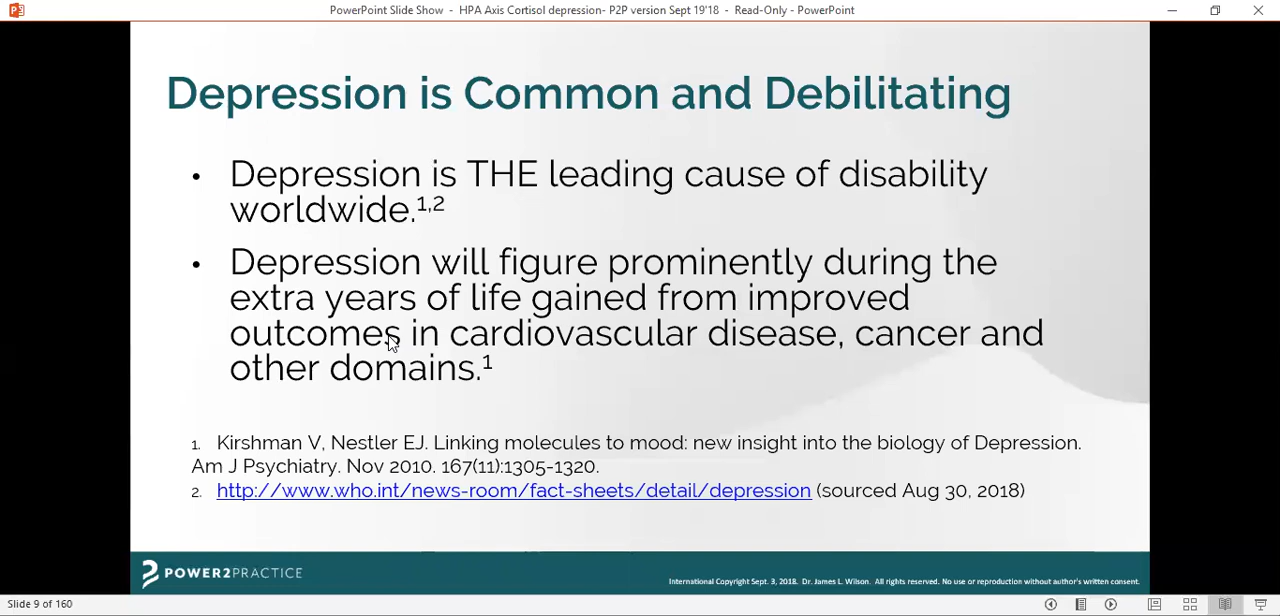 PowerPoint Slide Show - HPA Axis Cortisol depression- P2P version Sept 19'18 - Read-Only - PowerPoint
Depression is Common and Debilitating
• Depression is THE leading cause of disability
worldwide.1,2
• Depression will figure prominently during the
extra years of life gained from improved
outcomes in cardiovascular disease, cancer and
other domains.1
1. Kirshman V, Nestler EJ. Linking molecules to mood: new insight into the biology of Depression.
Am J Psychiatry. Nov 2010. 167(11):1305-1320.
2. http://www.who.int/news-room/fact-sheets/detail/depression (sourced Aug 30, 2018)
POWER2PRACTICE
International Copyright Sept. 3, 2018. Dr. James L. Wilson. All rights reserved. No use or reproduction without author's written consent.
Slide 9 of 160